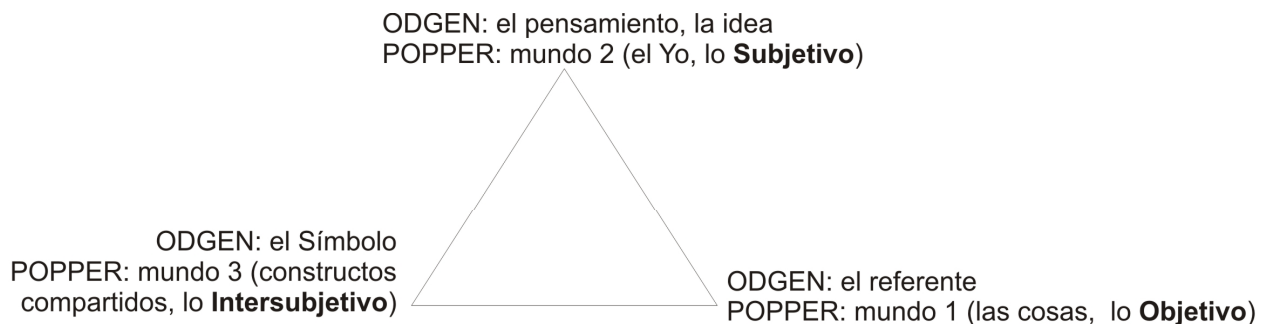 ODGEN: el pensamiento, la idea
POPPER: mundo 2 (el Yo, lo Subjetivo)
ODGEN: el Símbolo
POPPER: mundo 3 (constructos
compartidos, lo Intersubjetivo)
ODGEN: el referente
POPPER: mundo 1 (las cosas, lo Objetivo)